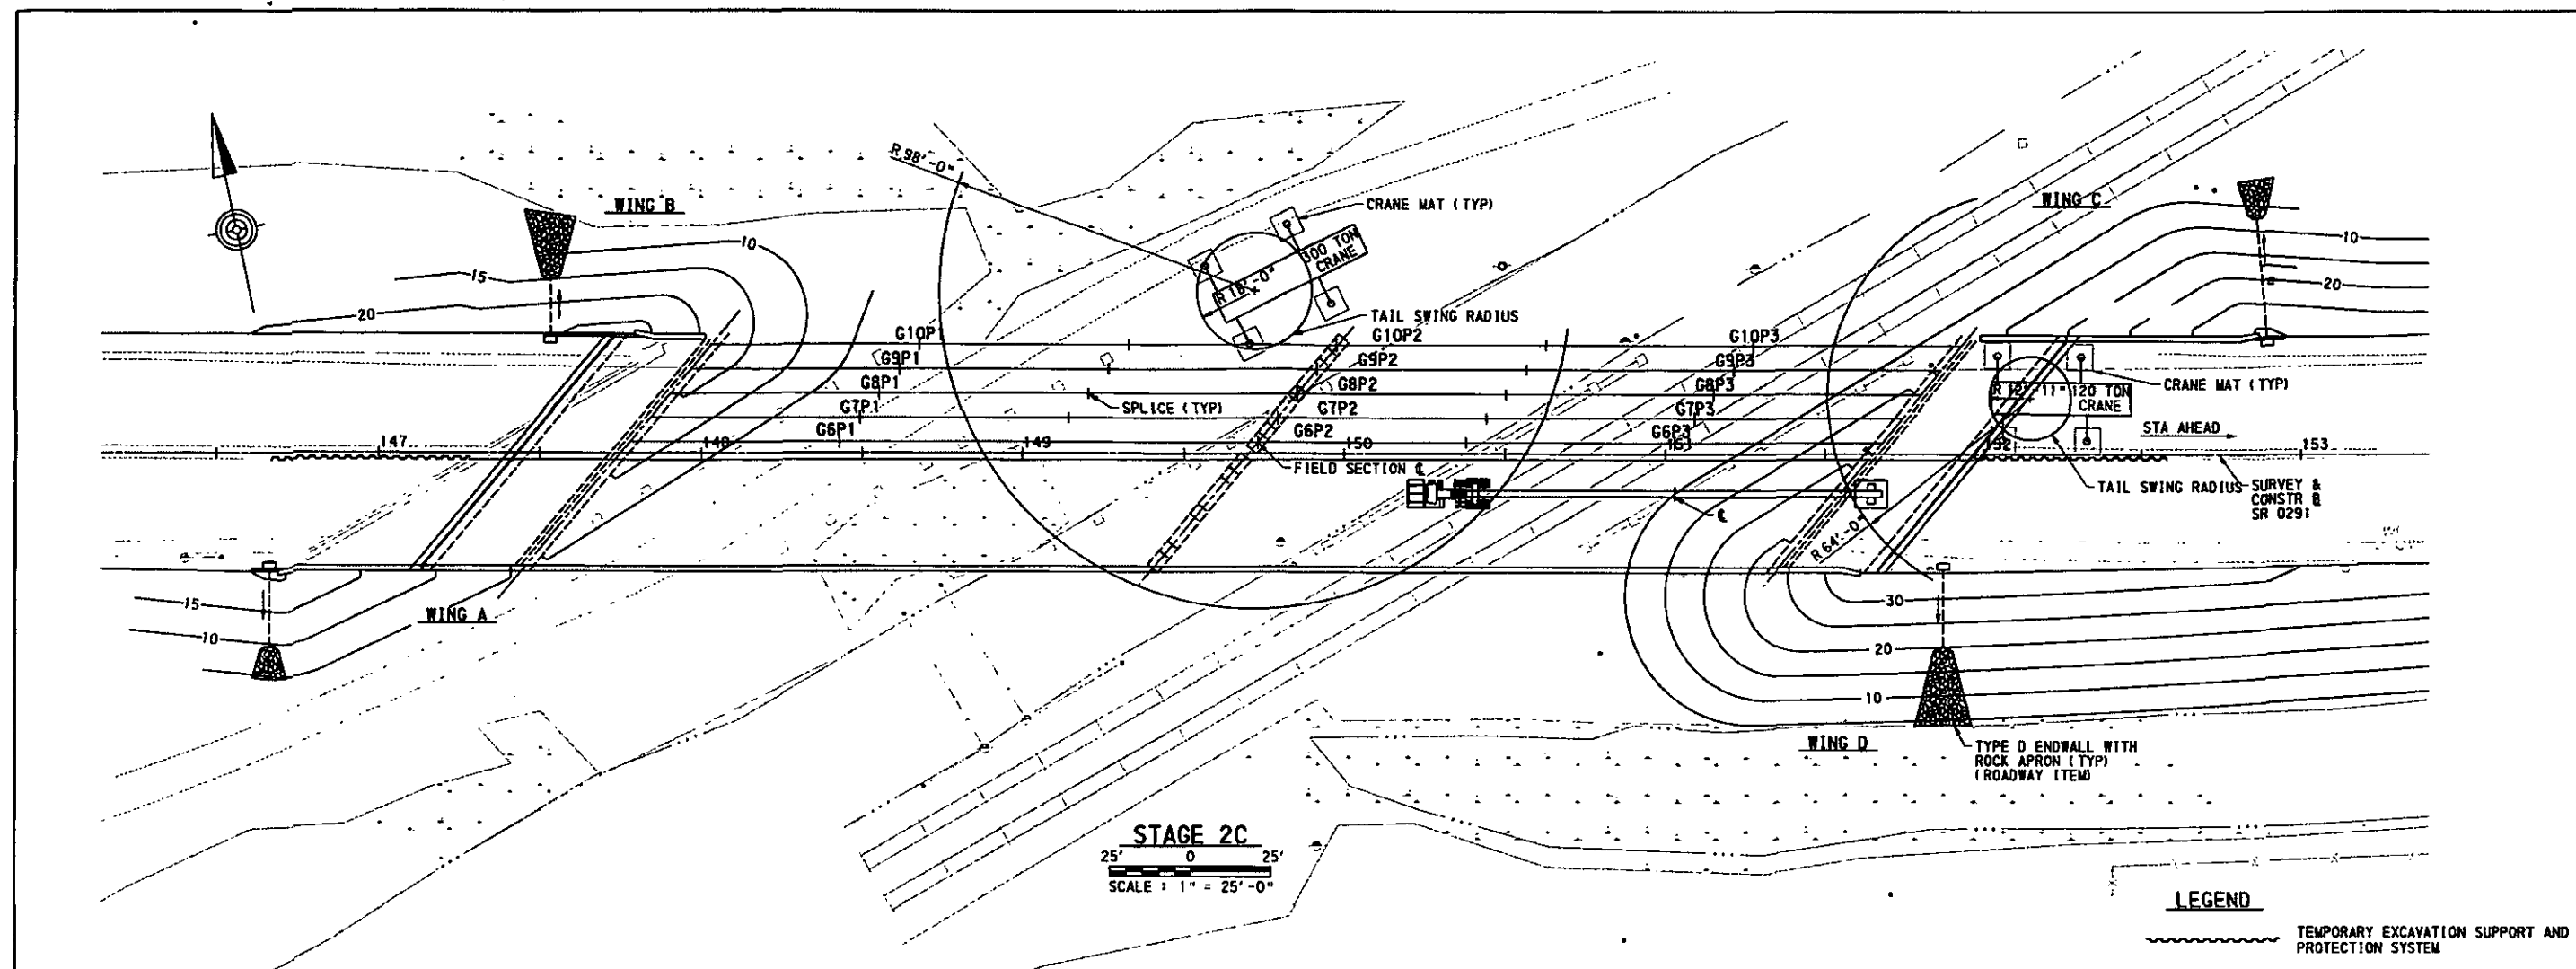 R 98'-0"
WING B
CRANE MAT (TYP)
WING C
300 TON
CRANE
R 18'-0"
10
15
20
10
20
TAIL SWING RADIUS
G10P1
G10P2
G10P3
G9P1
G9P2
G9P3
G8P1
G8P2
G8P3
SPLICE (TYP)
G7P1
G7P2
G7P3
G6P1
G6P2
G6P3
CRANE MAT (TYP)
120 TON
CRANE
147
148
149
150
151
152
153
STA AHEAD
FIELD SECTION ℄
TAIL SWING RADIUS
SURVEY &
CONSTR
SR 0291
℄
R 64'-0"
15
10
WING A
30
20
10
WING D
TYPE D ENDWALL WITH
ROCK APRON (TYP)
(ROADWAY ITEM)
STAGE 2C
25' 0 25'
SCALE : 1" = 25'-0"
LEGEND
TEMPORARY EXCAVATION SUPPORT AND
PROTECTION SYSTEM